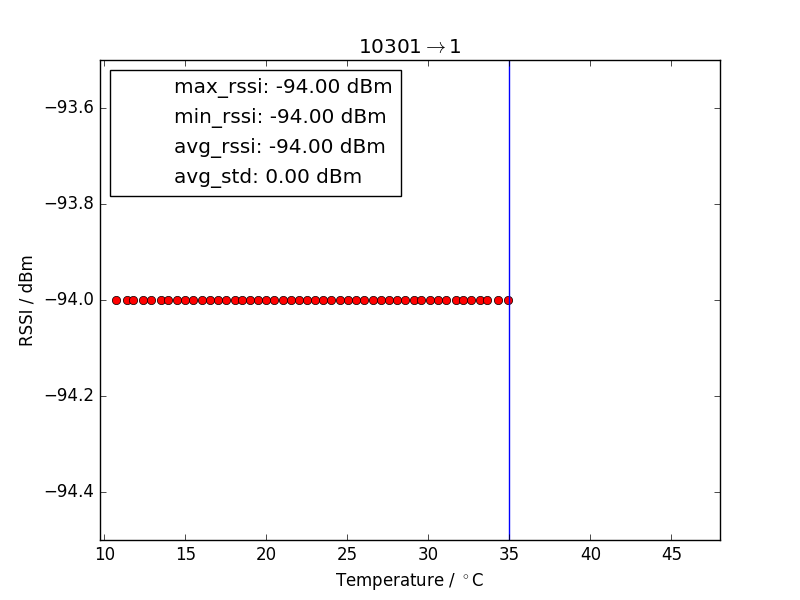 10301→1
max_rssi: -94.00 dBm
min_rssi: -94.00 dBm
avg_rssi: -94.00 dBm
avg_std: 0.00 dBm
−93.6
−93.8
−94.0
−94.2
−94.4
RSSI / dBm
10 15 20 25 30 35 40 45
Temperature / °C